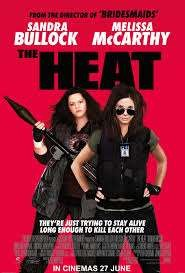 FROM THE DIRECTOR OF 'BRIDESMAIDS'
SANDRA MELISSA
BULLOCK McCARTHY
THE HEAT
THEY'RE JUST TRYING TO STAY ALIVE
LONG ENOUGH TO KILL EACH OTHER
IN CINEMAS 27 JUNE